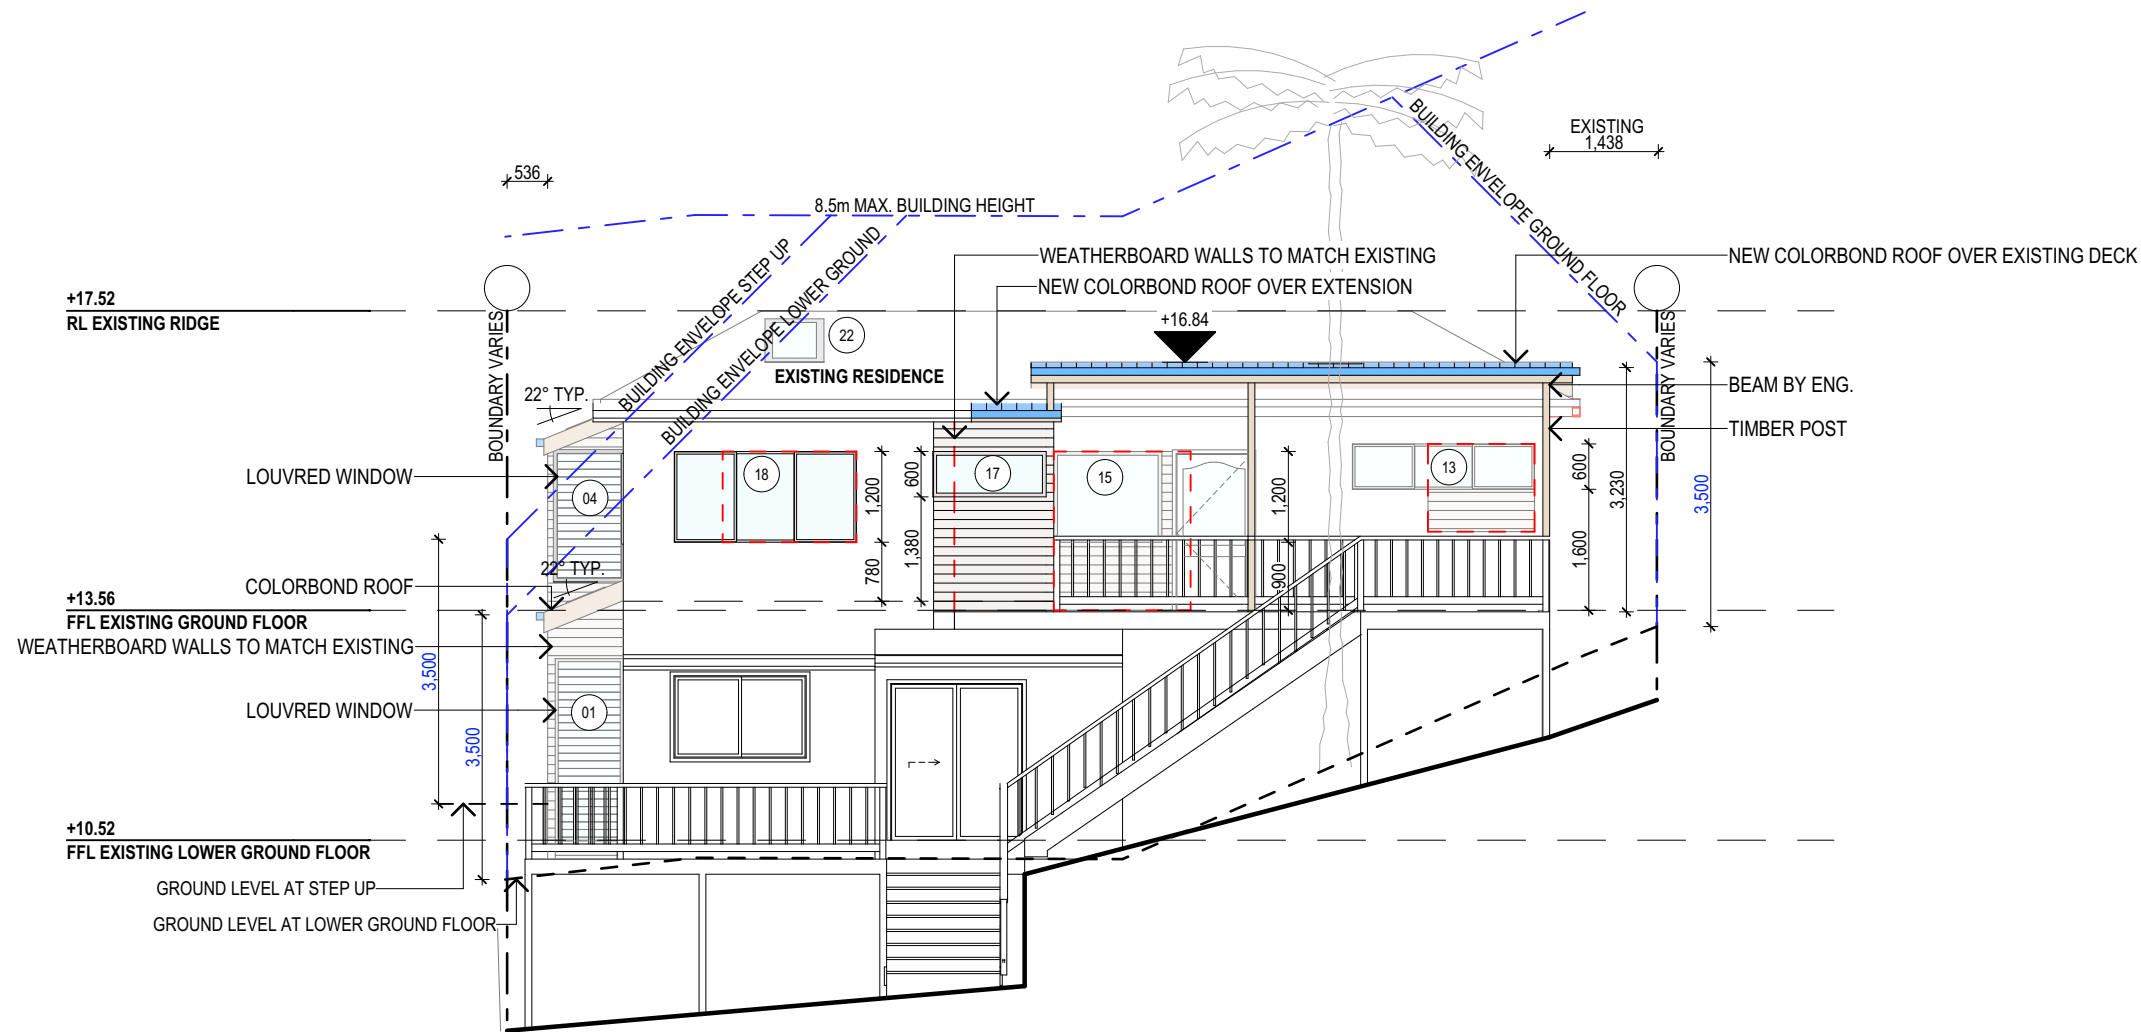 EXISTING
1,438
536
BUILDING ENVELOPE GROUND FLOOR
8.5m MAX. BUILDING HEIGHT
BUILDING ENVELOPE STEP UP
BUILDING ENVELOPE LOWER GROUND
WEATHERBOARD WALLS TO MATCH EXISTING
NEW COLORBOND ROOF OVER EXISTING DECK
NEW COLORBOND ROOF OVER EXTENSION
+17.52
RL EXISTING RIDGE
BOUNDARY VARIES
BOUNDARY VARIES
+16.84
22
EXISTING RESIDENCE
22° TYP.
BEAM BY ENG.
TIMBER POST
LOUVRED WINDOW
04
18
17
15
13
1,200
780
600
1,380
1,200
900
600
1,600
3,230
3,500
22° TYP.
COLORBOND ROOF
+13.56
FFL EXISTING GROUND FLOOR
WEATHERBOARD WALLS TO MATCH EXISTING
3,500
3,500
LOUVRED WINDOW
01
+10.52
FFL EXISTING LOWER GROUND FLOOR
GROUND LEVEL AT STEP UP
GROUND LEVEL AT LOWER GROUND FLOOR